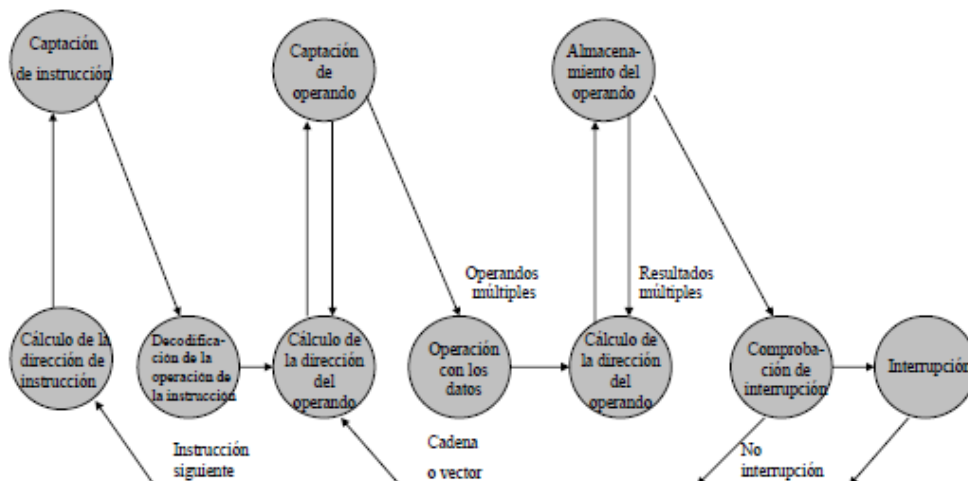 Captación
de instrucción
Captación
de
operando
Almacena-
miento del
operando
Operandos
múltiples
Resultados
múltiples
Cálculo de la
dirección de
instrucción
Decodifica-
ción de la
operación de
la instrucción
Cálculo de
la dirección
del
operando
Operación
con los
datos
Cálculo de
la dirección
del
operando
Comproba-
ción de
interrupción
Interrupción
Instrucción
siguiente
Cadena
o vector
No
interrupción